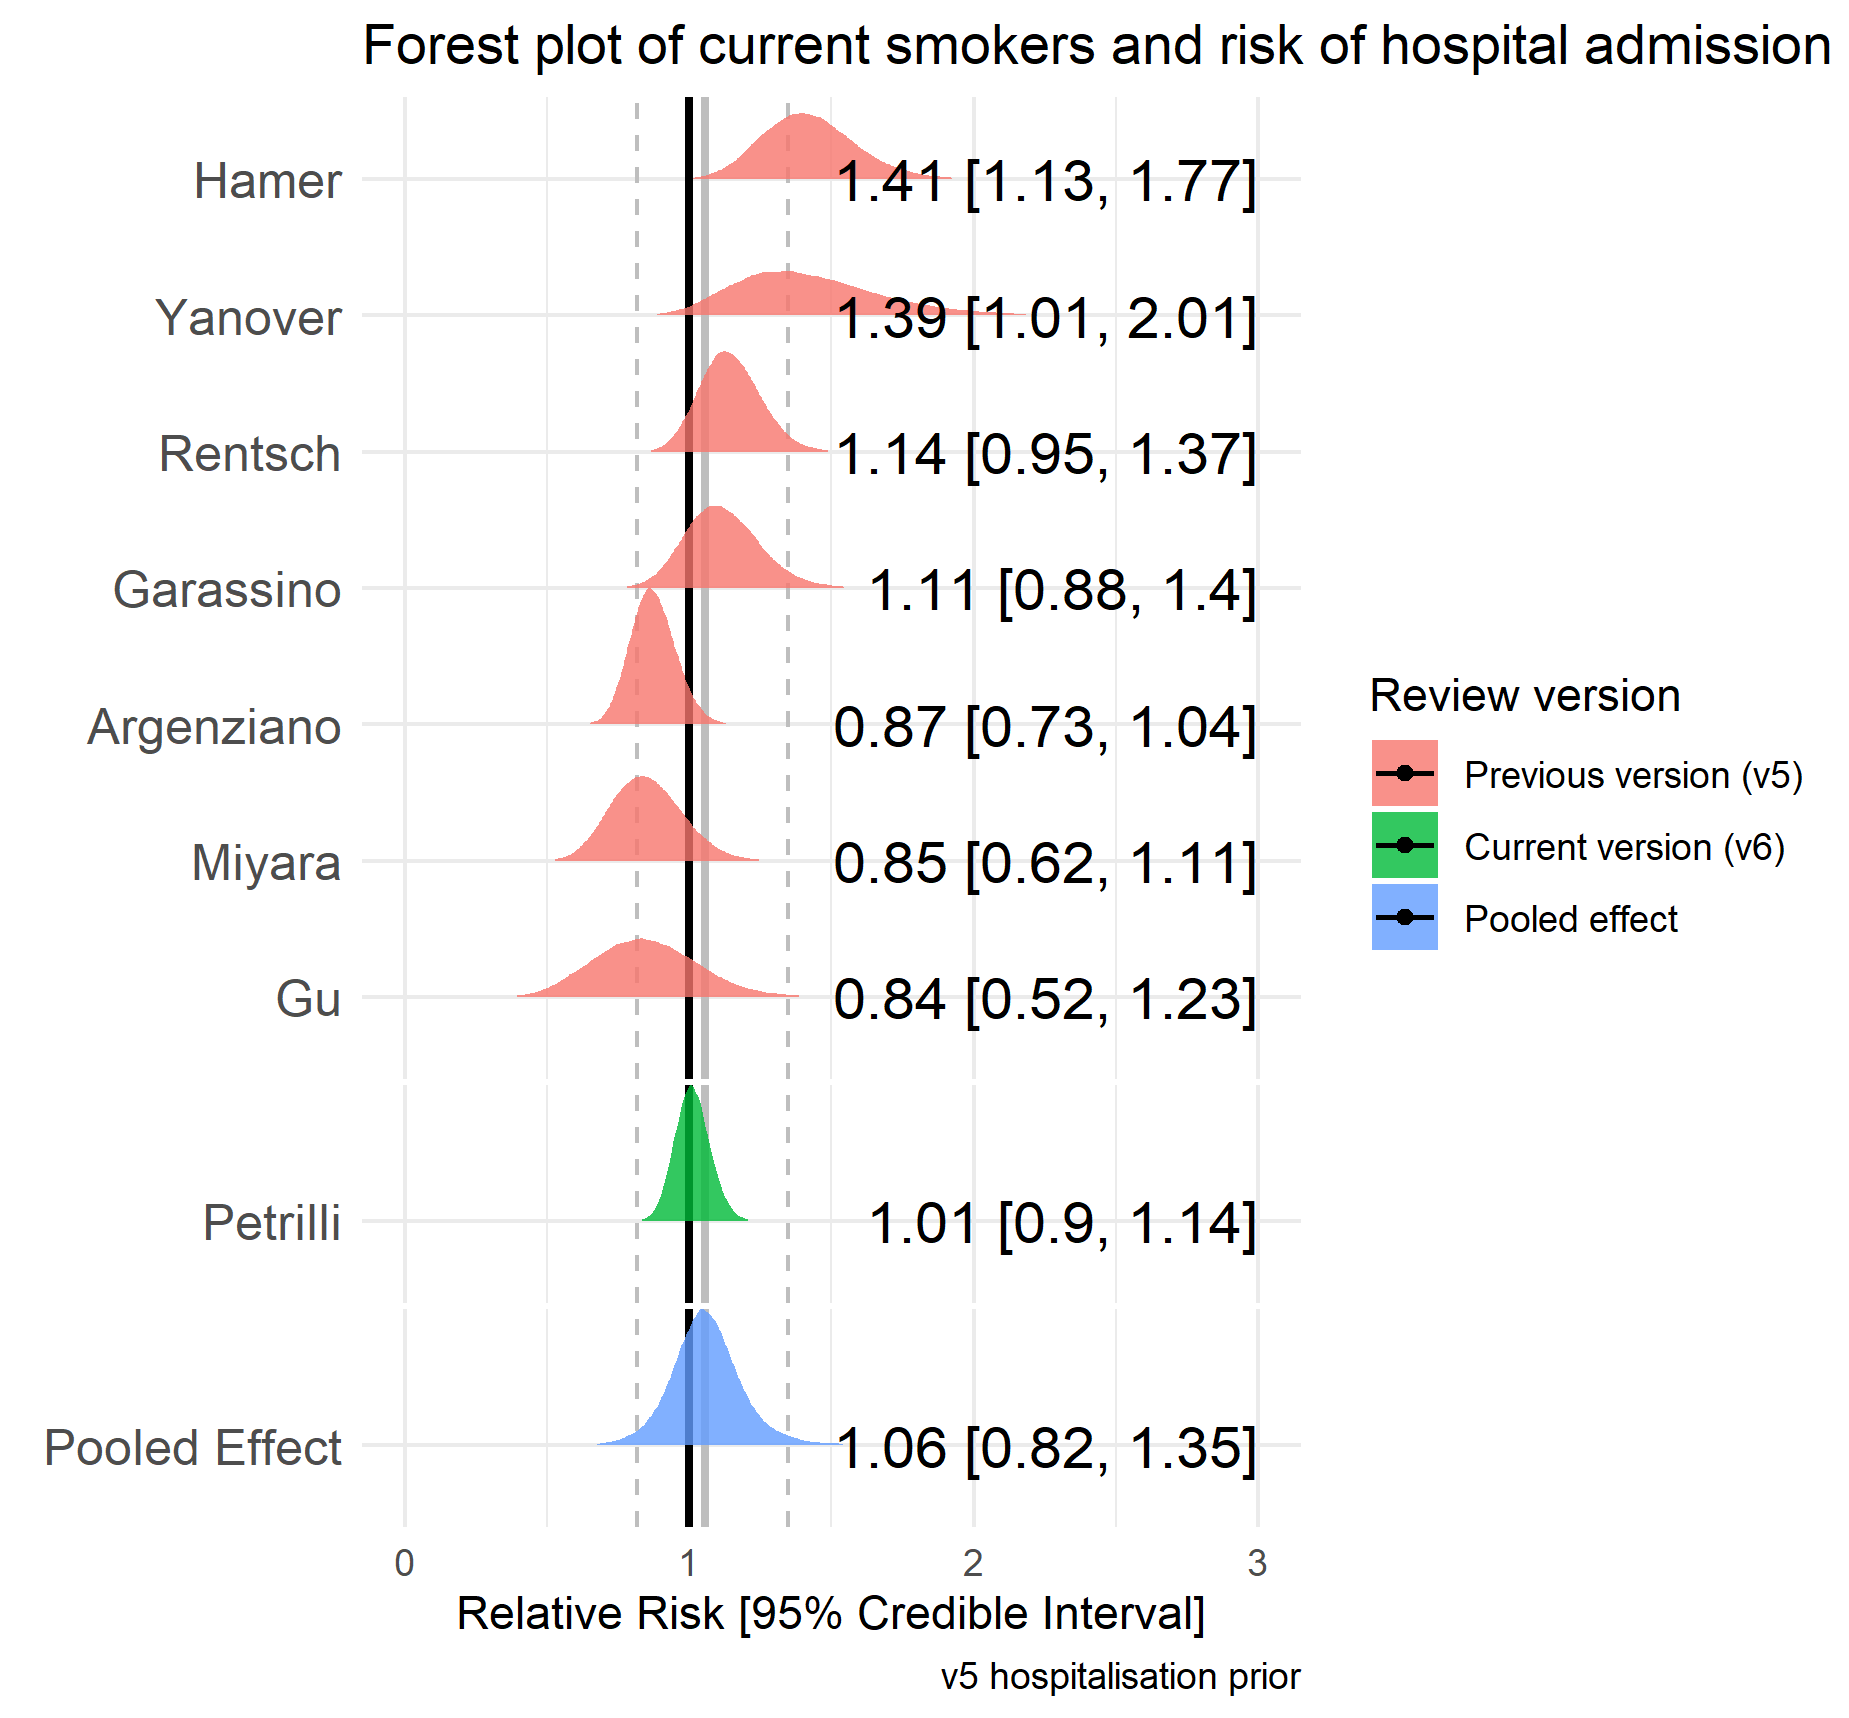 Forest plot of current smokers and risk of hospital admission
Hamer 1.41 [1.13, 1.77]
Yanover 1.39 [1.01, 2.01]
Rentsch 1.14 [0.95, 1.37]
Garassino 1.11 [0.88, 1.4]
Argenziano 0.87 [0.73, 1.04]
Miyara 0.85 [0.62, 1.11]
Gu 0.84 [0.52, 1.23]
Petrilli 1.01 [0.9, 1.14]
Pooled Effect 1.06 [0.82, 1.35]
0 1 2 3
Relative Risk [95% Credible Interval]
v5 hospitalisation prior
Review version
Previous version (v5)
Current version (v6)
Pooled effect